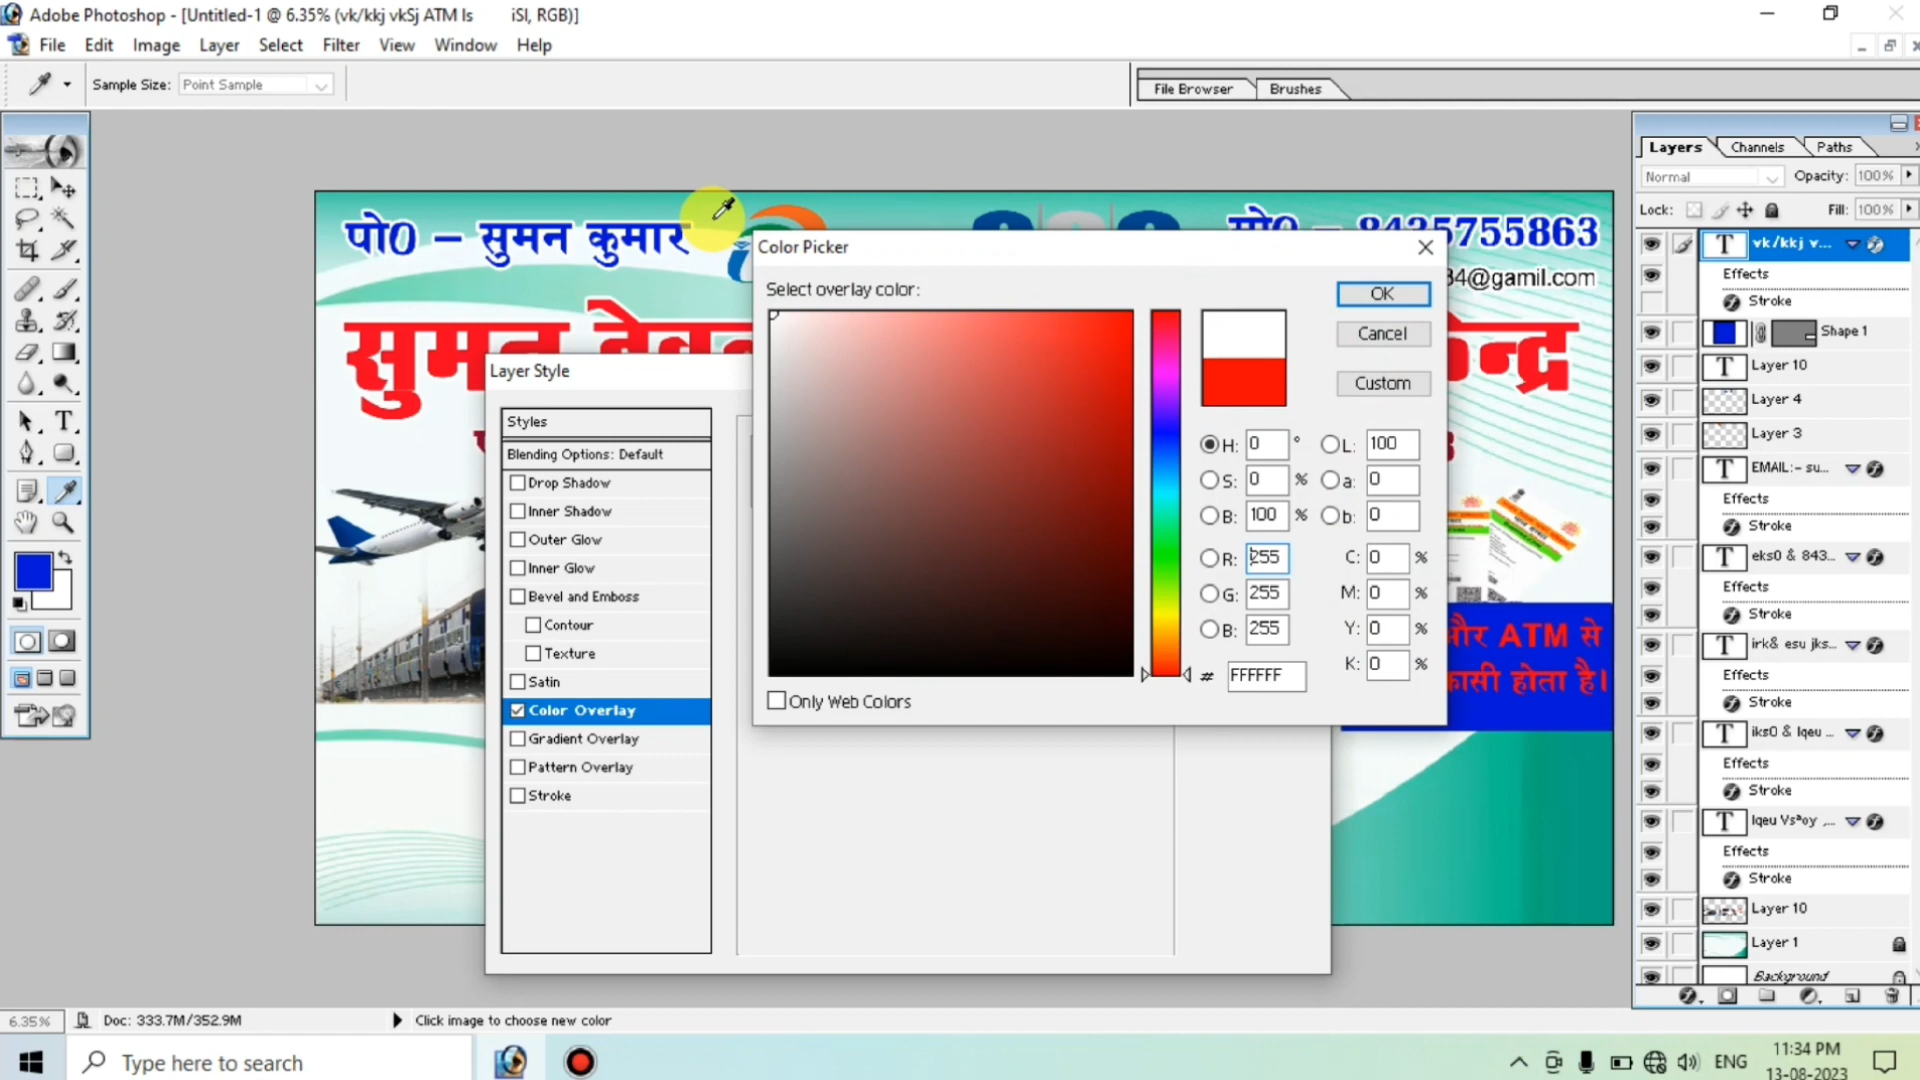 Adobe Photoshop - [Untitled-1 @ 6.35% (vk/kkj vkSj ATM ls iSl, RGB)]
File Edit Image Layer Select Filter View Window Help
Sample Size: Point Sample
File Browser Brushes
Layers Channels Paths
Normal Opacity: 100%
Lock: Fill: 100%
पो0 – सुमन कुमार
मो0 – 8435755863
34@gamil.com
सुमन
न्द्र
और ATM से
कासी होता है।
Color Picker
Select overlay color:
OK
Cancel
Custom
H: 0 ° L: 100
S: 0 % a: 0
B: 100 % b: 0
R: 255 C: 0 %
G: 255 M: 0 %
B: 255 Y: 0 %
K: 0 %
# FFFFFF
Only Web Colors
Layer Style
Styles
Blending Options: Default
Drop Shadow
Inner Shadow
Outer Glow
Inner Glow
Bevel and Emboss
Contour
Texture
Satin
Color Overlay
Gradient Overlay
Pattern Overlay
Stroke
vk/kkj v...
Effects
Stroke
Shape 1
Layer 10
Layer 4
Layer 3
EMAIL:- su...
Effects
Stroke
eks0 & 843...
Effects
Stroke
irk& esu jks...
Effects
Stroke
iks0 & lqeu ...
Effects
Stroke
lqeu Vsªoy ,...
Effects
Stroke
Layer 10
Layer 1
Background
6.35% Doc: 333.7M/352.9M Click image to choose new color
Type here to search
ENG
11:34 PM
13-08-2023